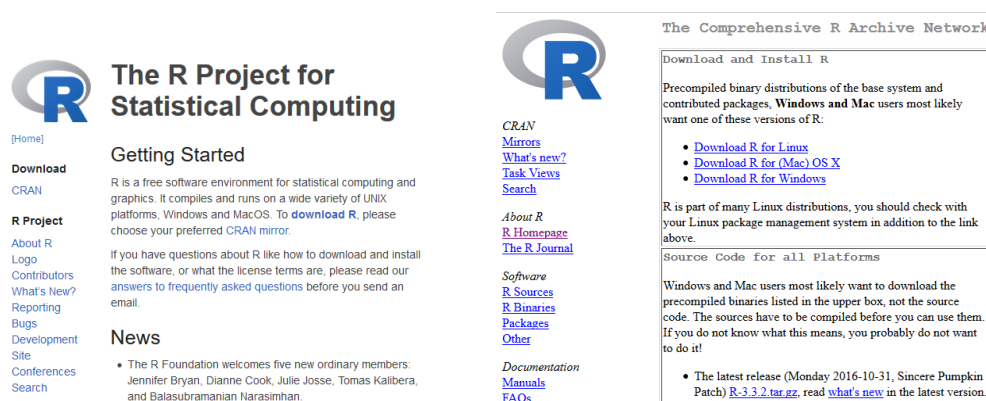 R
The R Project for
Statistical Computing
[Home]
Download
CRAN
R Project
About R
Logo
Contributors
What's New?
Reporting
Bugs
Development
Site
Conferences
Search
Getting Started
R is a free software environment for statistical computing and
graphics. It compiles and runs on a wide variety of UNIX
platforms, Windows and MacOS. To download R, please
choose your preferred CRAN mirror.
If you have questions about R like how to download and install
the software, or what the license terms are, please read our
answers to frequently asked questions before you send an
email.
News
• The R Foundation welcomes five new ordinary members:
Jennifer Bryan, Dianne Cook, Julie Josse, Tomas Kalibera,
and Balasubramanian Narasimhan.
R
CRAN
Mirrors
What's new?
Task Views
Search
About R
R Homepage
The R Journal
Software
R Sources
R Binaries
Packages
Other
Documentation
Manuals
FAQs
The Comprehensive R Archive Network
Download and Install R
Precompiled binary distributions of the base system and
contributed packages, Windows and Mac users most likely
want one of these versions of R:
• Download R for Linux
• Download R for (Mac) OS X
• Download R for Windows
R is part of many Linux distributions, you should check with
your Linux package management system in addition to the link
above.
Source Code for all Platforms
Windows and Mac users most likely want to download the
precompiled binaries listed in the upper box, not the source
code. The sources have to be compiled before you can use them.
If you do not know what this means, you probably do not want
to do it!
• The latest release (Monday 2016-10-31, Sincere Pumpkin
Patch) R-3.3.2.tar.gz, read what's new in the latest version.